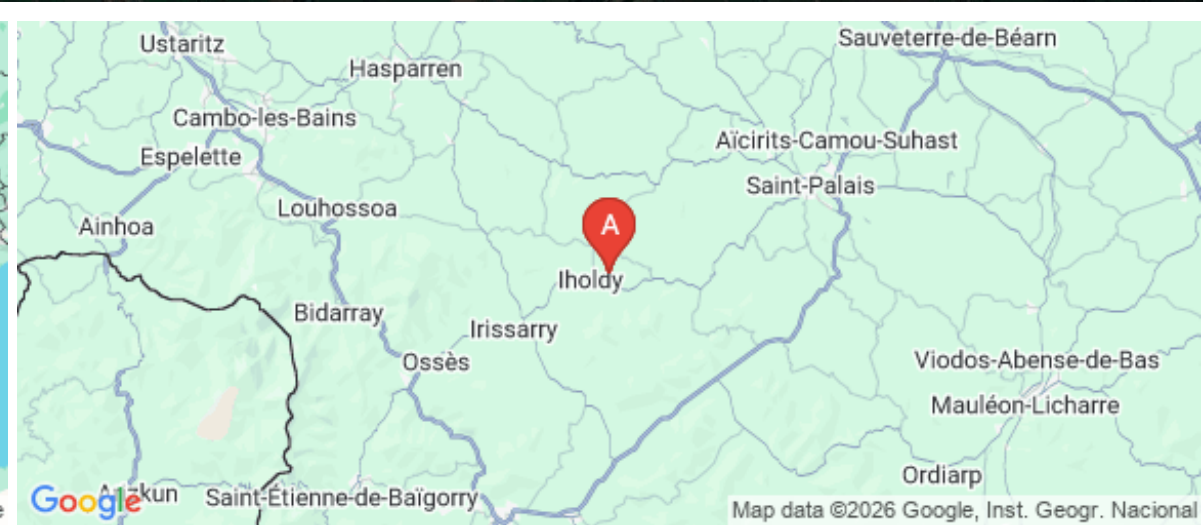 Ustaritz
Sauveterre-de-Béarn
Hasparren
Cambo-les-Bains
Aïcirits-Camou-Suhast
Espelette
Saint-Palais
Louhossoa
Ainhoa
A
Iholdy
Bidarray
Irissarry
Ossès
Viodos-Abense-de-Bas
Mauléon-Licharre
Ordiarp
Saint-Étienne-de-Baïgorry
Google
Map data ©2026 Google, Inst. Geogr. Nacional